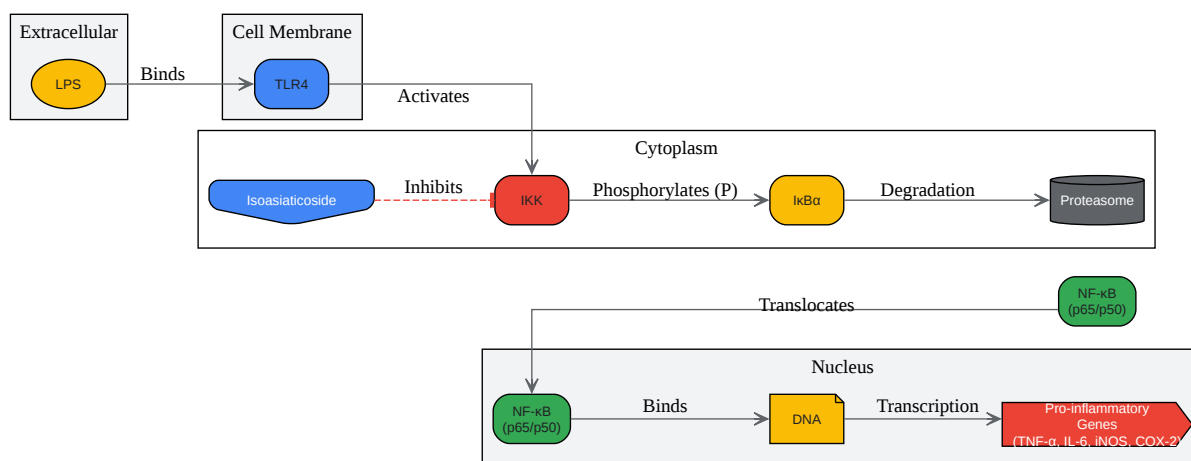 Extracellular
Cell Membrane
LPS
Binds
TLR4
Activates
Cytoplasm
Isoasiaticoside
Inhibits
IKK
Phosphorylates (P)
IκBα
Degradation
Proteasome
NF-κB
(p65/p50)
Translocates
Nucleus
NF-κB
(p65/p50)
Binds
DNA
Transcription
Pro-inflammatory
Genes
(TNF-α, IL-6, iNOS, COX-2)